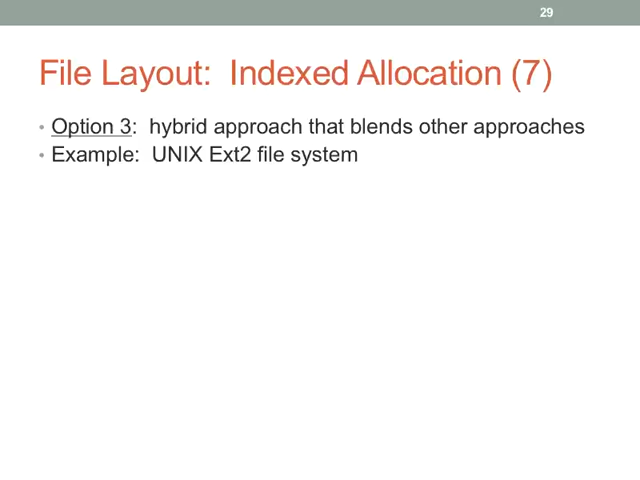 29
File Layout: Indexed Allocation (7)
• Option 3: hybrid approach that blends other approaches
• Example: UNIX Ext2 file system